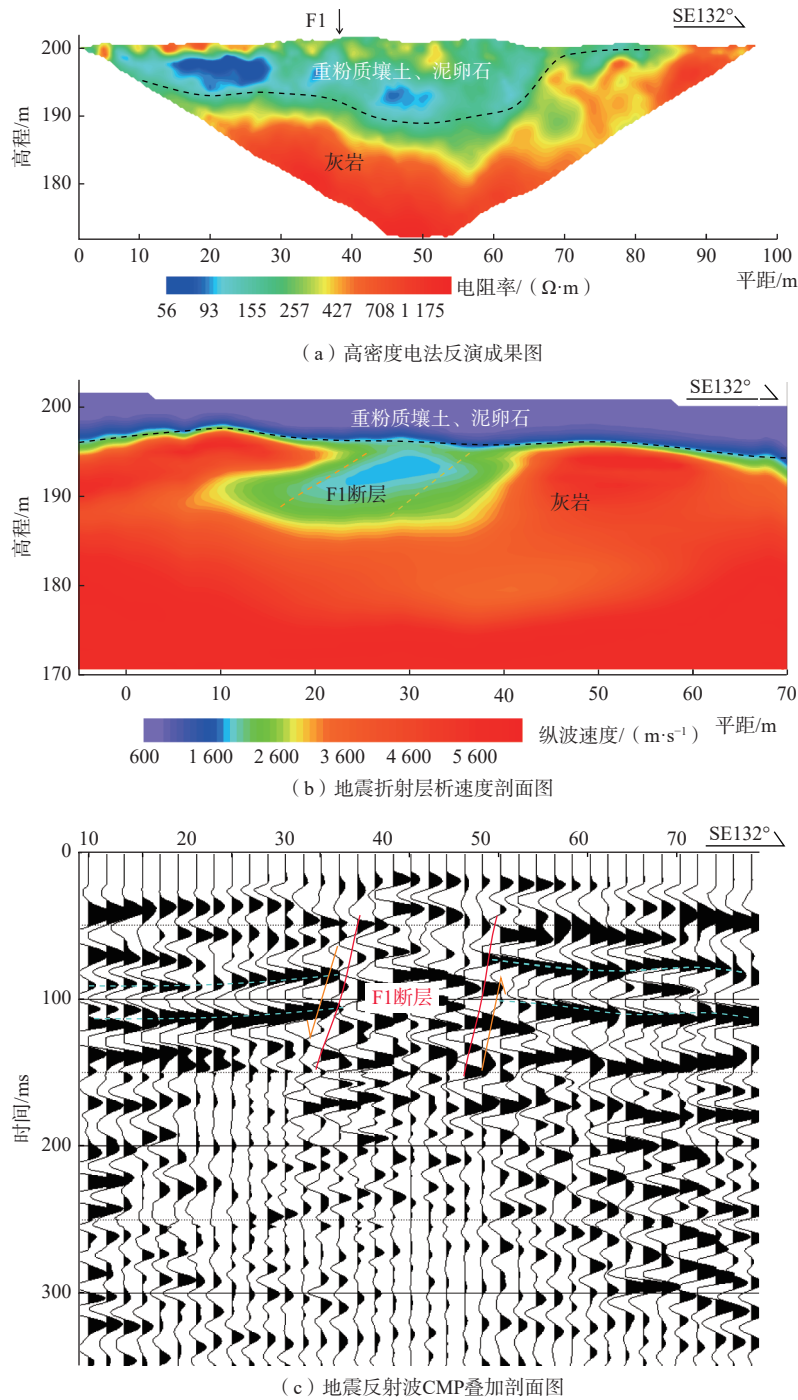 F1
SE132°
200
重粉质壤土、泥卵石
190
高程/m
灰岩
180
0 10 20 30 40 50 60 70 80 90 100
平距/m
电阻率/（Ω·m）
56 93 155 257 427 708 1 175
（a）高密度电法反演成果图
SE132°
200
重粉质壤土、泥卵石
190
F1断层
灰岩
高程/m
180
170
0 10 20 30 40 50 60 70
纵波速度/（m·s⁻¹） 平距/m
600 1 600 2 600 3 600 4 600 5 600
（b）地震折射层析速度剖面图
10 20 30 40 50 60 70 SE132°
0
100
F1断层
时间/ms
200
300
（c）地震反射波CMP叠加剖面图